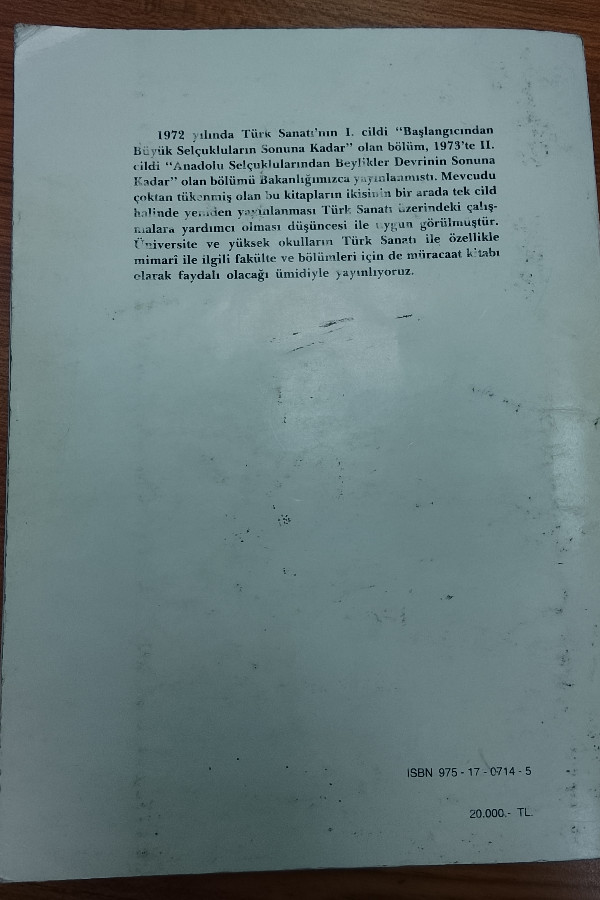 1972 yılında Türk Sanatı'nın I. cildi "Başlangıcından
Büyük Selçukluların Sonuna Kadar" olan bölüm, 1973'te II.
cildi "Anadolu Selçuklularından Beylikler Devrinin Sonuna
Kadar" olan bölümü Bakanlığımızca yayınlanmıştı. Mevcudu
çoktan tükenmiş olan bu kitapların ikisinin bir arada tek cild
halinde yeniden yayınlanması Türk Sanatı üzerindeki çalış-
malara yardımcı olması düşüncesi ile uygun görülmüştür.
Üniversite ve yüksek okulların Türk Sanatı ile özellikle
mimarî ile ilgili fakülte ve bölümleri için de müracaat kitabı
olarak faydalı olacağı ümidiyle yayınlıyoruz.
ISBN 975 - 17 - 0714 - 5
20.000.- TL.